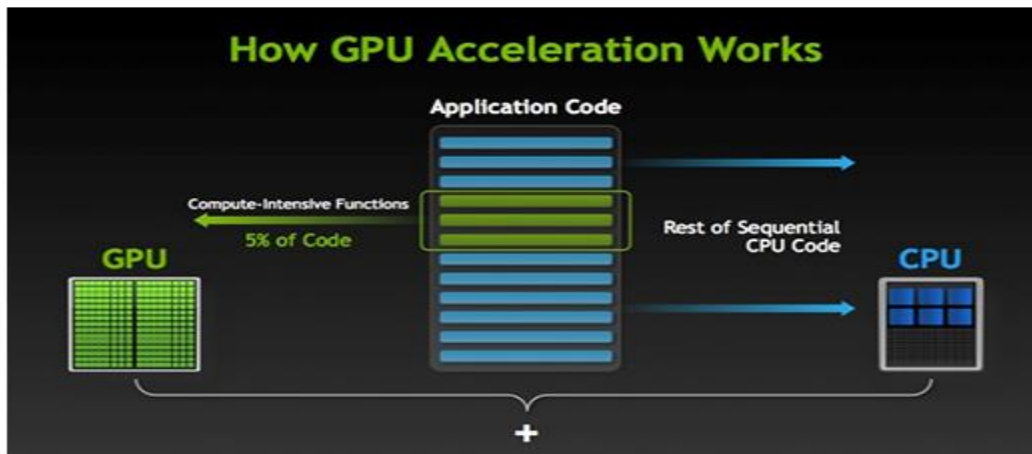 How GPU Acceleration Works
Application Code
Compute-Intensive Functions
5% of Code
Rest of Sequential
CPU Code
GPU
CPU
+